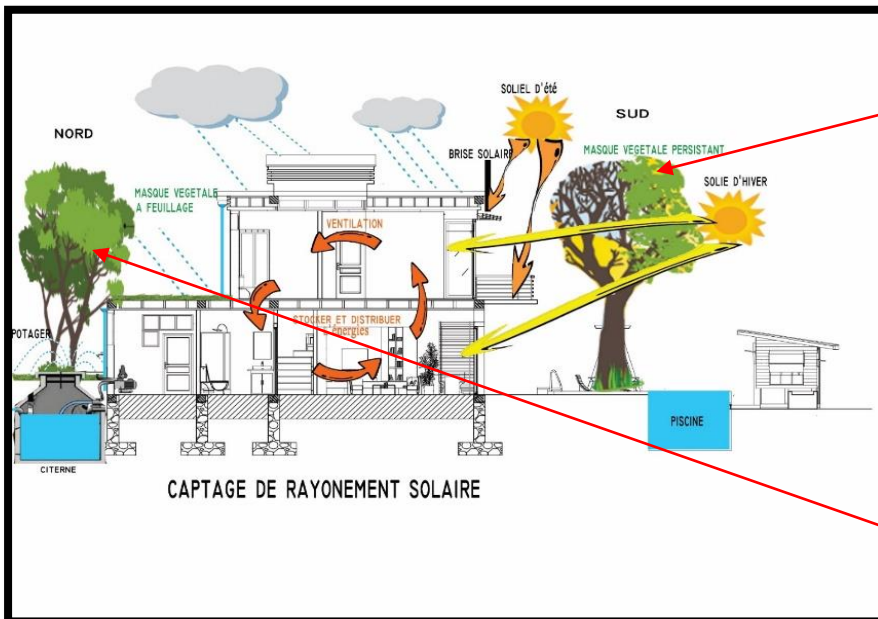 SOLIEL D'été
SUD
NORD
BRISE SOLAIRE
MASQUE VEGETALE PERSISTANT
MASQUE VEGETALE
A FEUILLAGE
SOLIE D'HIVER
VENTILATION
STOCKER ET DISTRIBUER
L'énergies
POTAGER
PISCINE
CITERNE
CAPTAGE DE RAYONEMENT SOLAIRE